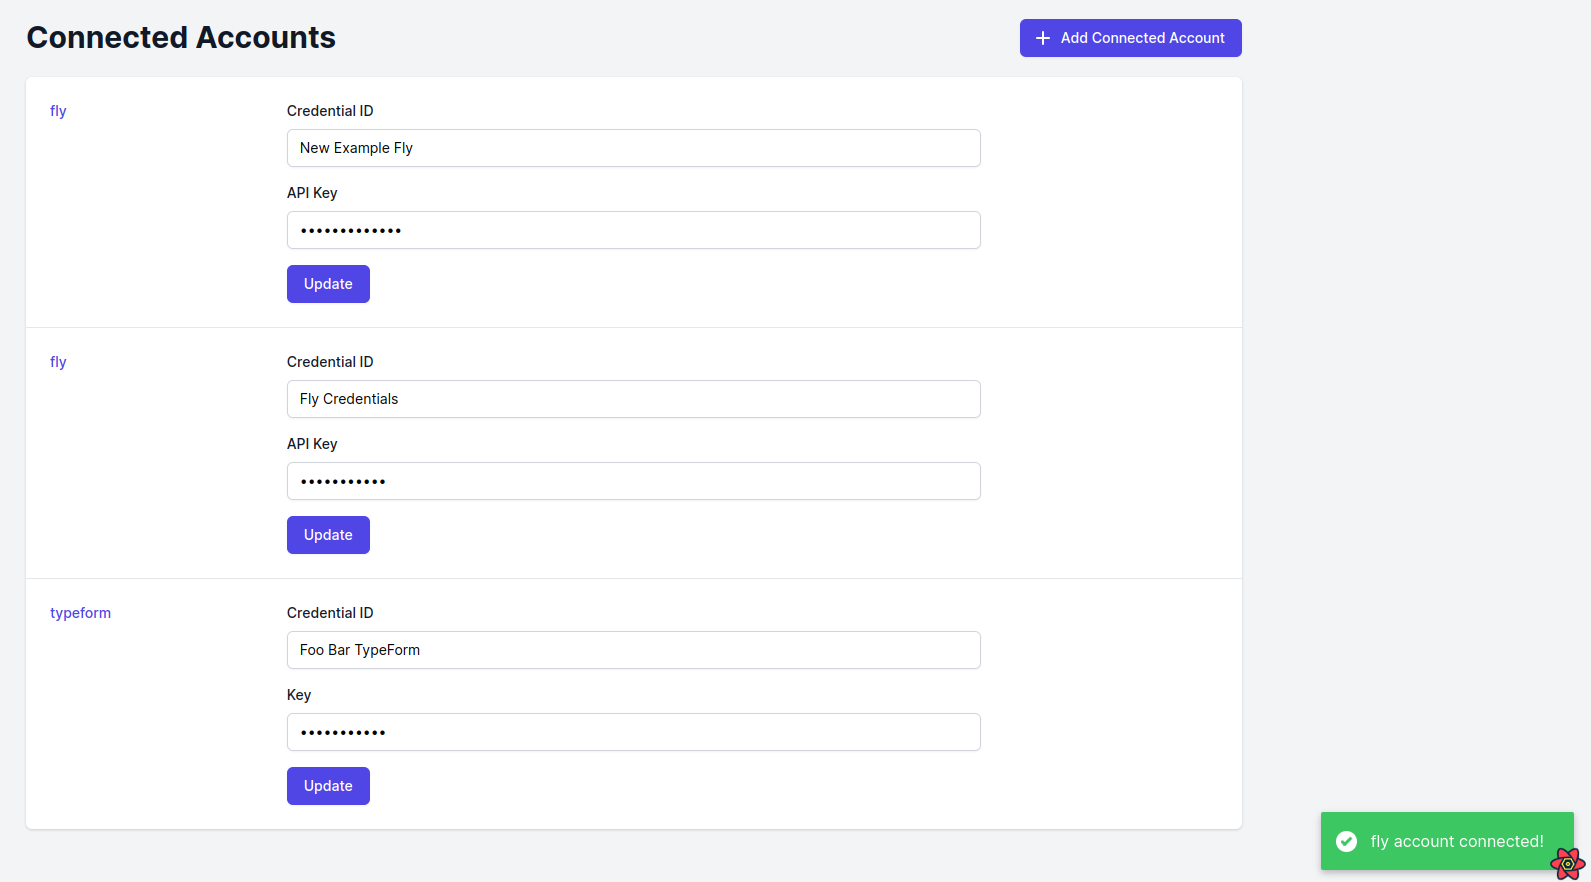 Connected Accounts
Add Connected Account
fly
Credential ID
New Example Fly
API Key
•••••••••••••
Update
fly
Credential ID
Fly Credentials
API Key
•••••••••••
Update
typeform
Credential ID
Foo Bar TypeForm
Key
•••••••••••
Update
fly account connected!